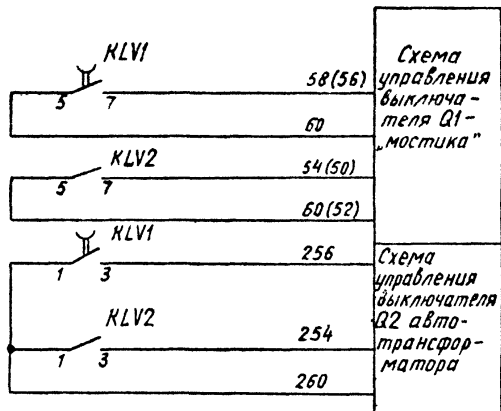 KLV1
5 7
58(56)
60
KLV2
5 7
54(50)
60(52)
KLV1
1 3
256
KLV2
1 3
254
260
Схема
управления
выключа-
теля Q1-
„мостика"
Схема
управления
выключателя
Q2 авто-
трансфор-
матора